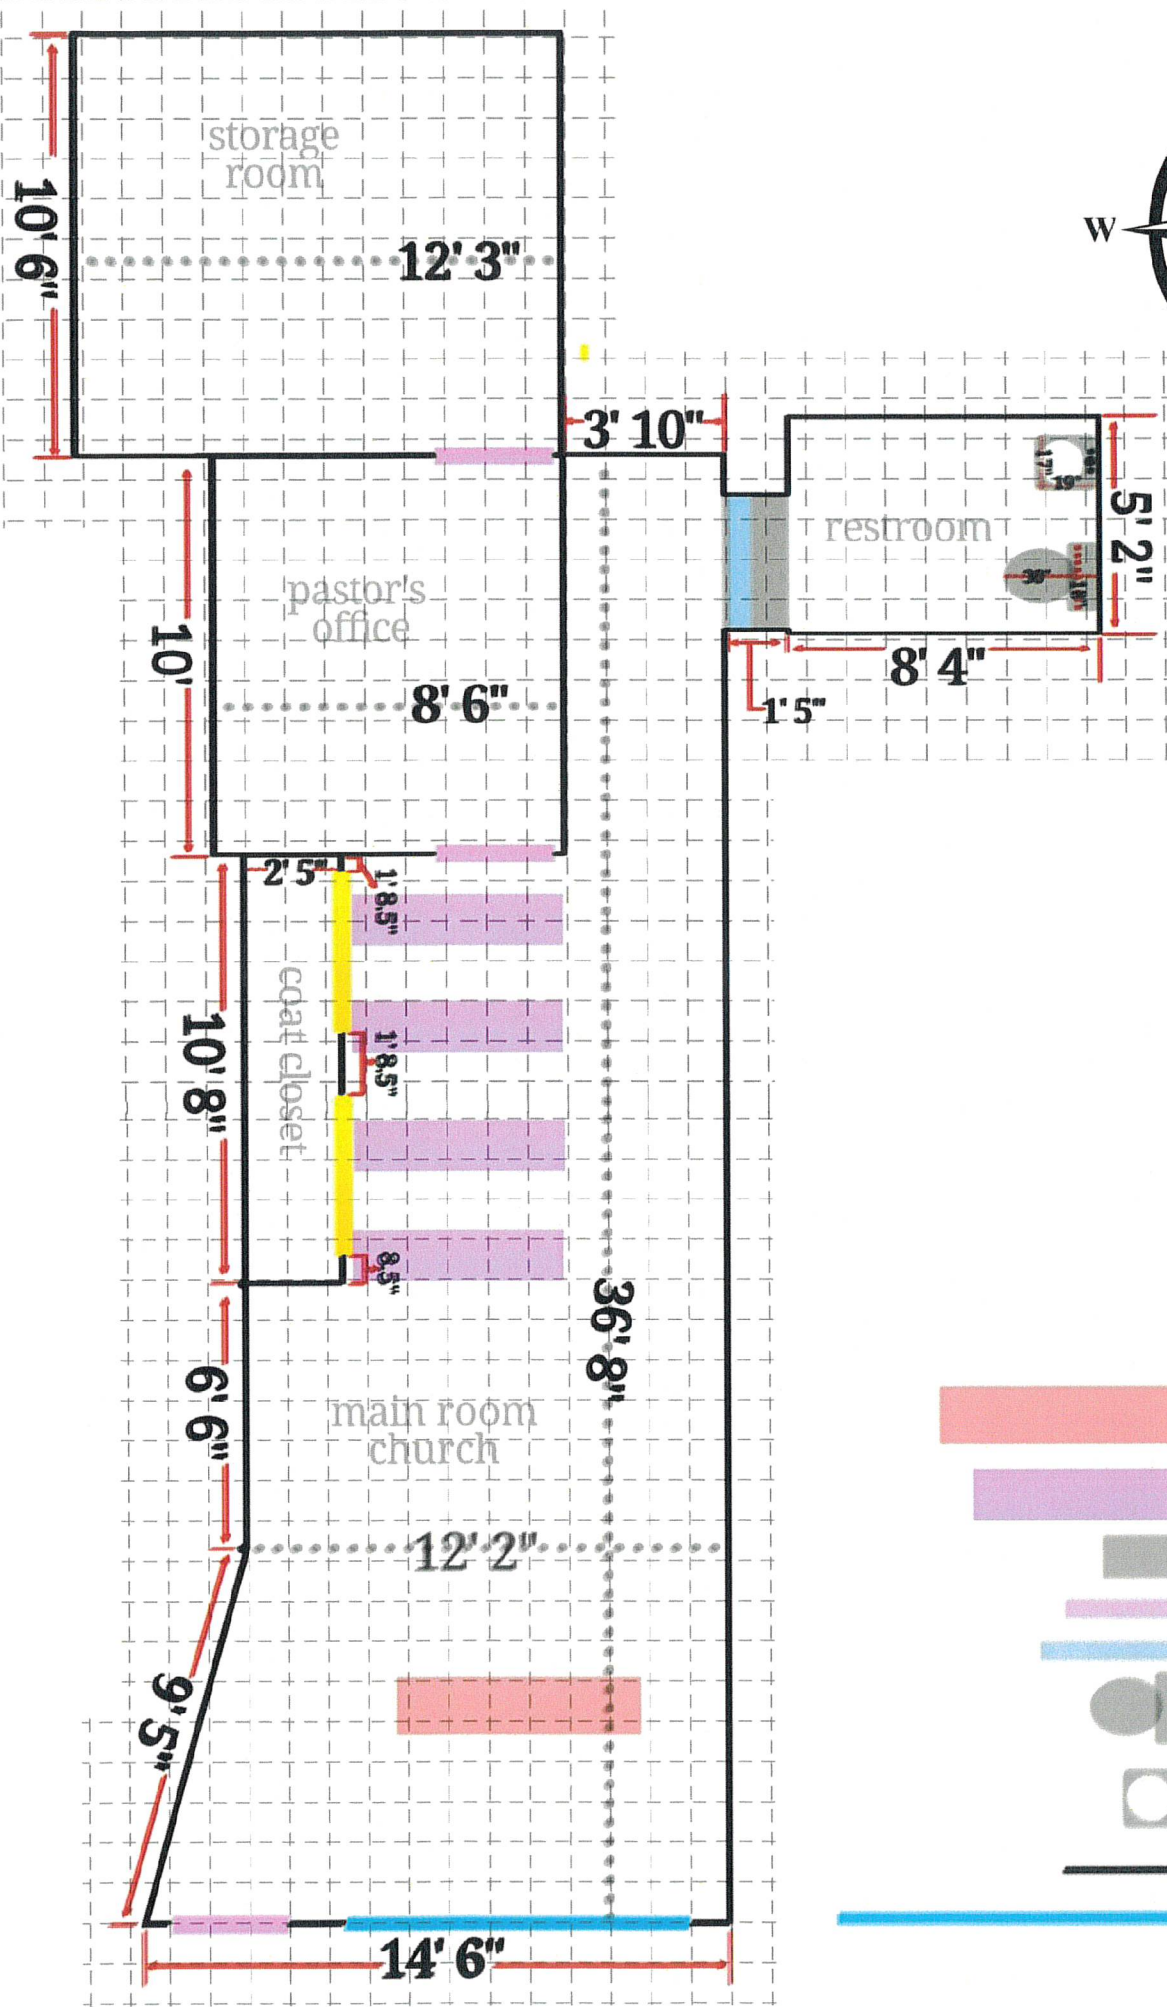 storage
room
10' 6"
12' 3"
W
3' 10"
17"
19"
5' 2"
restroom
30"
pastor's
office
10'
8' 6"
8' 4"
1' 5"
2' 5"
1' 8.5"
coat closet
10' 8"
1' 8.5"
8.5"
36' 8"
6' 6"
main room
church
12' 2"
9' 5"
14' 6"